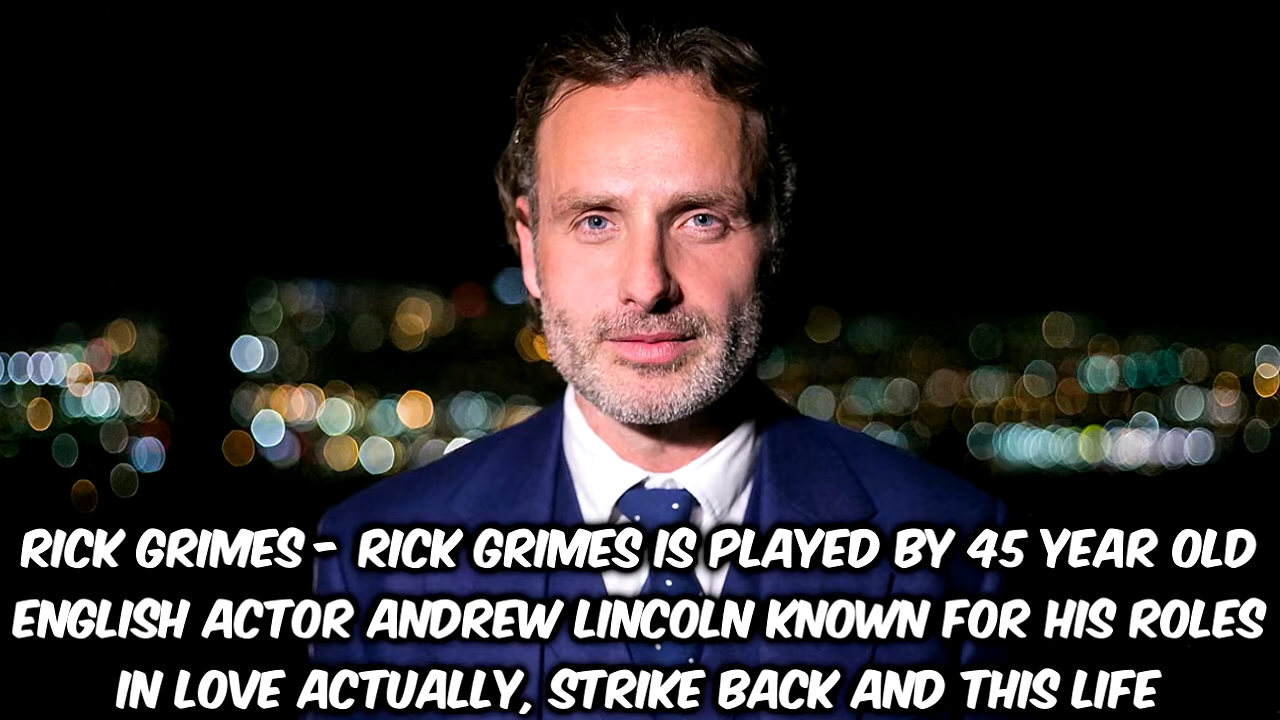 RICK GRIMES - RICK GRIMES IS PLAYED BY 45 YEAR OLD
ENGLISH ACTOR ANDREW LINCOLN KNOWN FOR HIS ROLES
IN LOVE ACTUALLY, STRIKE BACK AND THIS LIFE